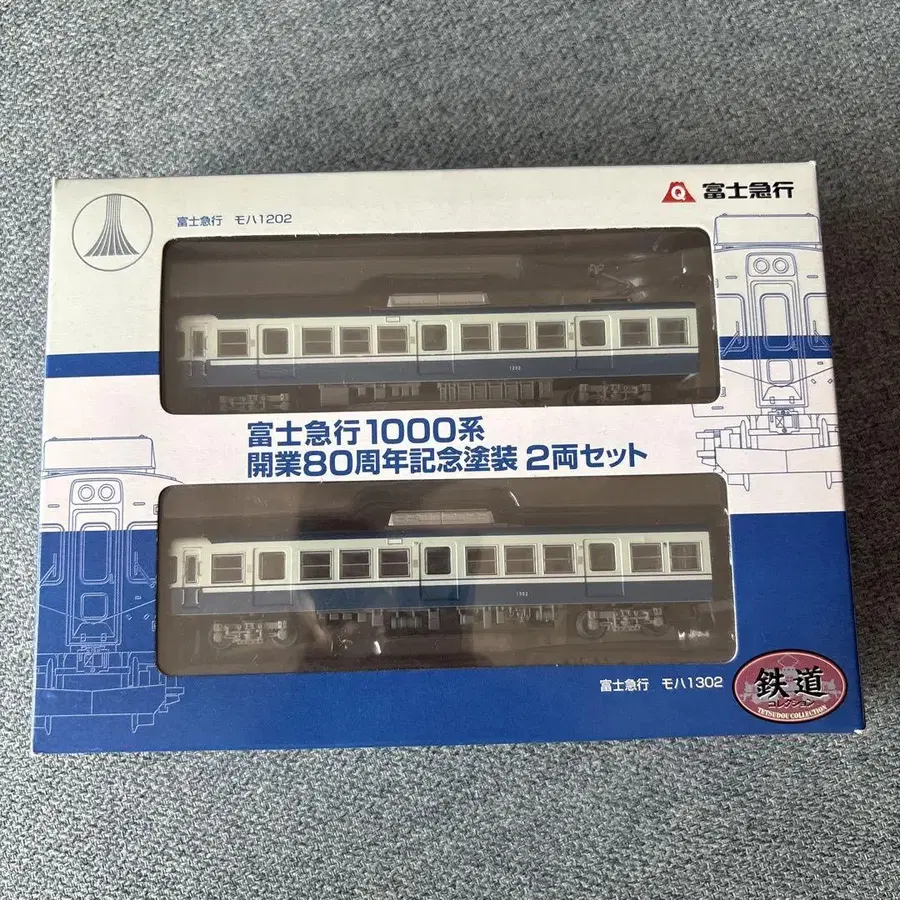 富士急行 モハ1202
Q 富士急行
1202
富士急行1000系
開業80周年記念塗装 2両セット
1302
富士急行 モハ1302
鉄道
コレクション
TETSUDOU COLLECTION